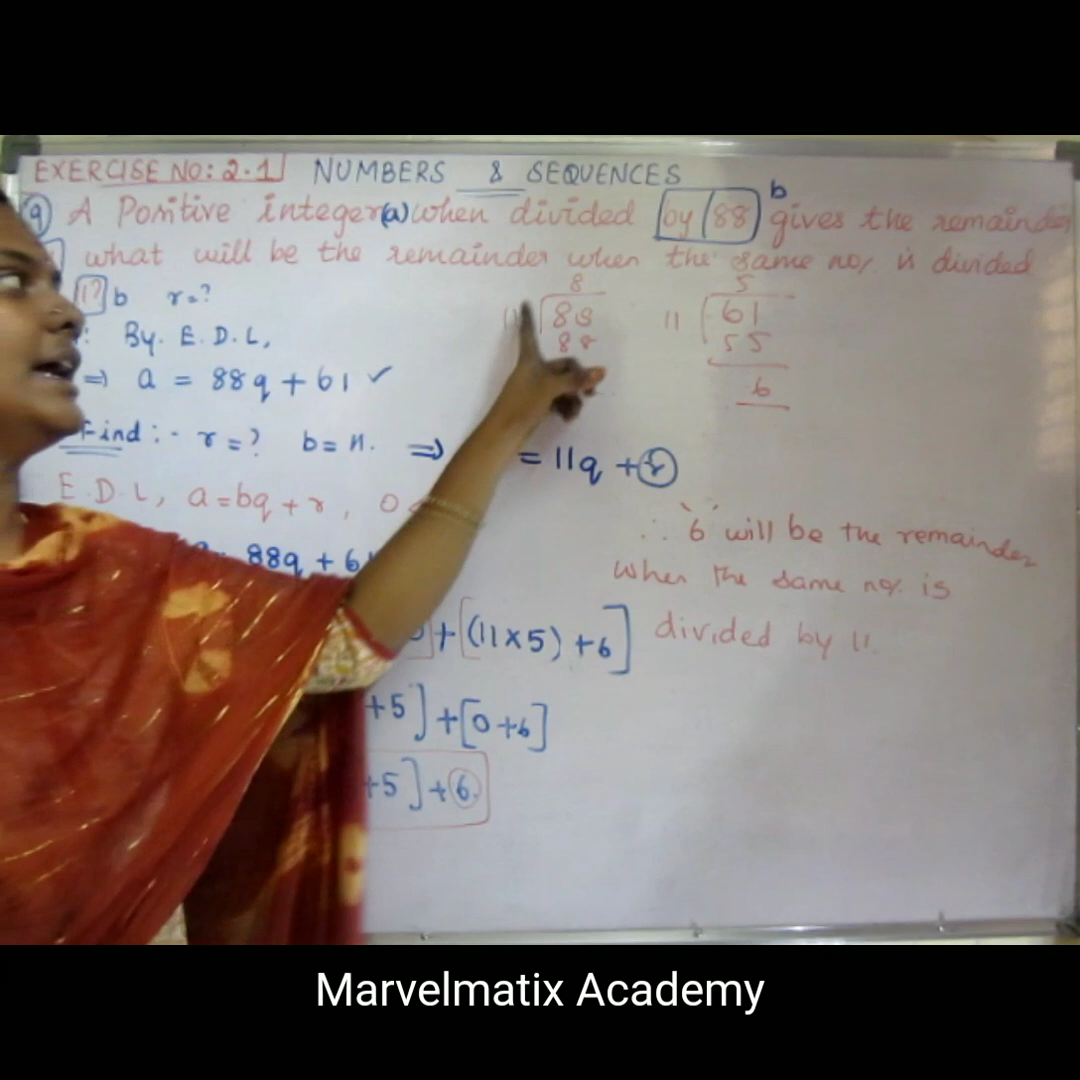 EXERCISE NO: 2.1 NUMBERS & SEQUENCES
9) A Positive integer (a) when divided by 88 b gives the remainder
what will be the remainder when the same no. is divided
b r = ?
8
88
88
11
5
61
55
6
By. E. D. L,
⇒ a = 88q + 61 ✓
Find :- r = ? b = 11. ⇒ = 11q + r
E.D.L, a = bq + r, 0
88q + 61
+ [(11 x 5) + 6]
+5] + [0 + 6]
+5] + 6.
∴ '6' will be the remainder
when the same no. is
divided by 11.
Marvelmatix Academy